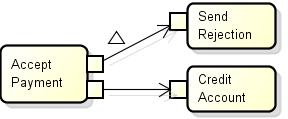 Send
Rejection
Accept
Payment
Credit
Account